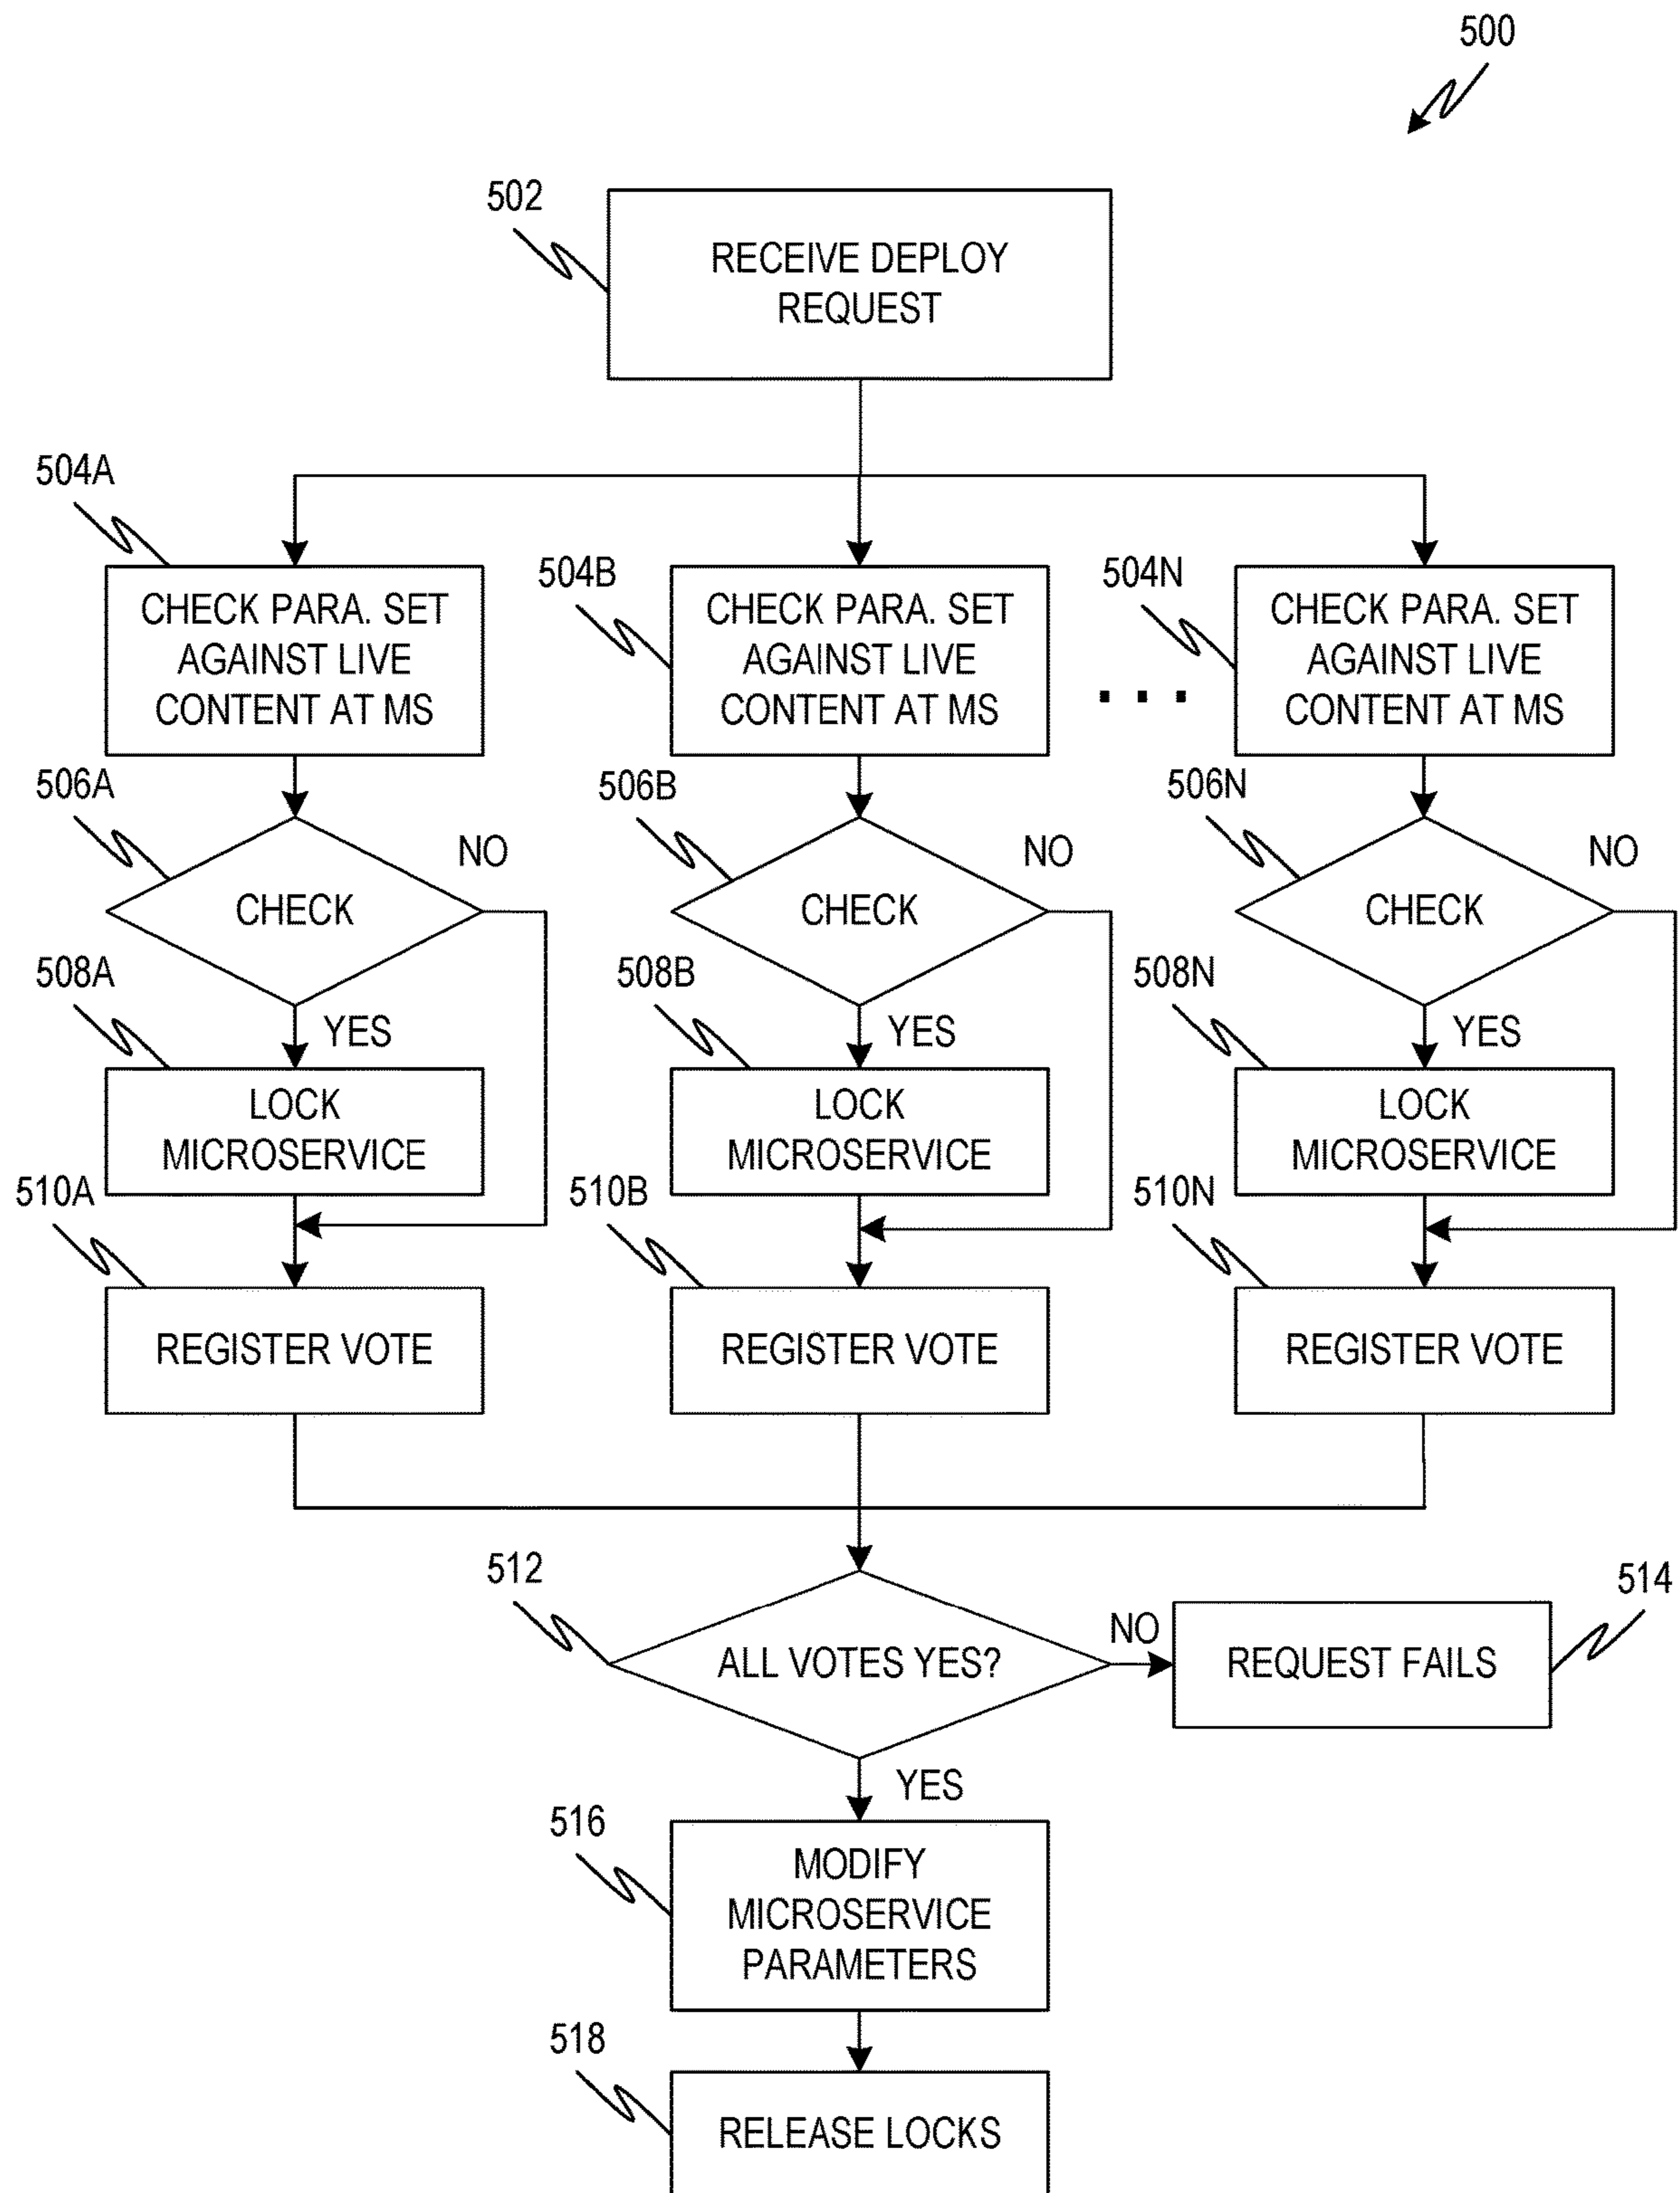 500
502
RECEIVE DEPLOY
REQUEST
504A
CHECK PARA. SET
AGAINST LIVE
CONTENT AT MS
504B
CHECK PARA. SET
AGAINST LIVE
CONTENT AT MS
. . .
504N
CHECK PARA. SET
AGAINST LIVE
CONTENT AT MS
506A
CHECK
NO
YES
506B
CHECK
NO
YES
506N
CHECK
NO
YES
508A
LOCK
MICROSERVICE
508B
LOCK
MICROSERVICE
508N
LOCK
MICROSERVICE
510A
REGISTER VOTE
510B
REGISTER VOTE
510N
REGISTER VOTE
512
ALL VOTES YES?
NO
514
REQUEST FAILS
YES
516
MODIFY
MICROSERVICE
PARAMETERS
518
RELEASE LOCKS